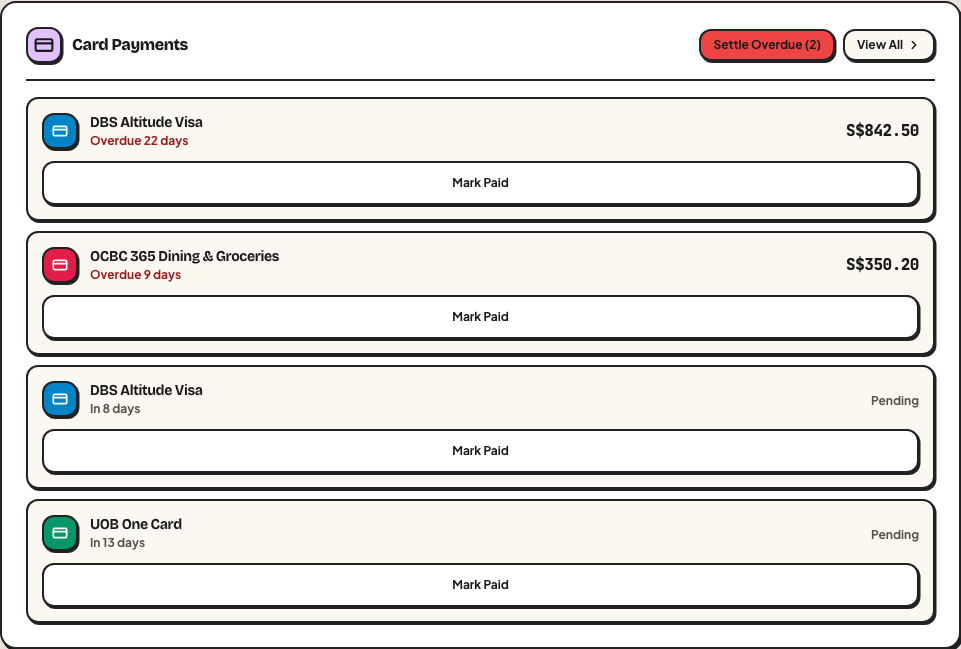 Card Payments
Settle Overdue (2)
View All
DBS Altitude Visa
Overdue 22 days
S$842.50
Mark Paid
OCBC 365 Dining & Groceries
Overdue 9 days
S$350.20
Mark Paid
DBS Altitude Visa
In 8 days
Pending
Mark Paid
UOB One Card
In 13 days
Pending
Mark Paid